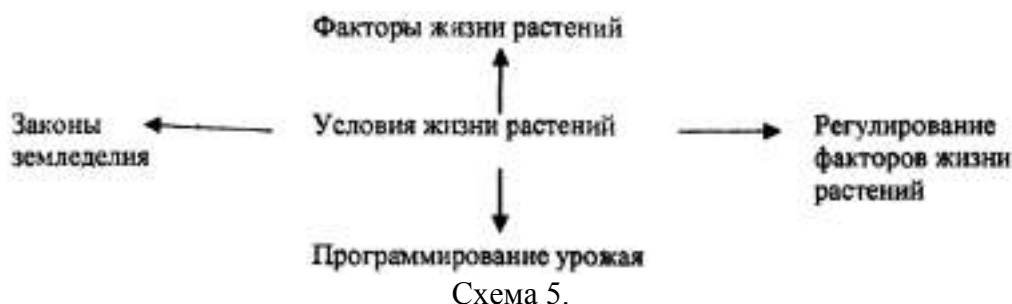 Факторы жизни растений
Законы
земледелия
Условия жизни растений
Регулирование
факторов жизни
растений
Программирование урожая
Схема 5.